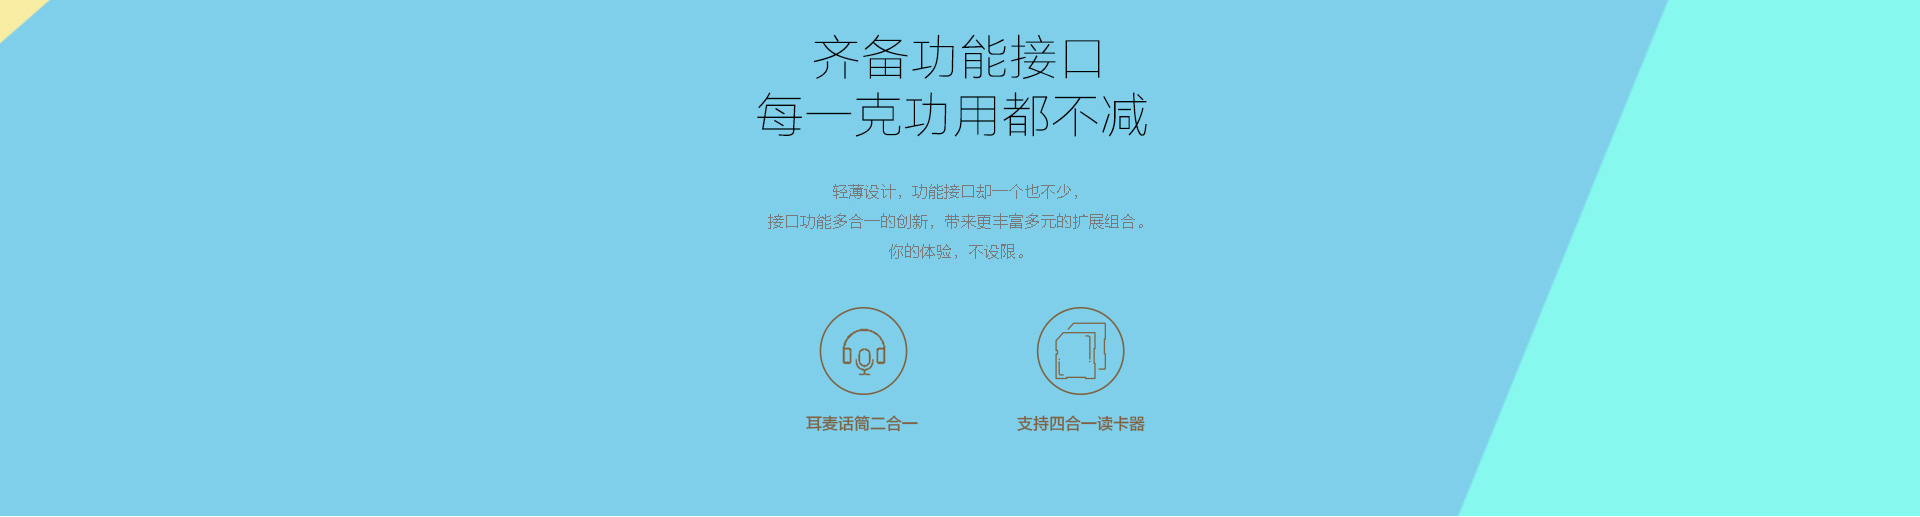 齐备功能接口
每一克功用都不减
轻薄设计，功能接口却一个也不少，
接口功能多合一的创新，带来更丰富多元的扩展组合。
你的体验，不设限。
耳麦话筒二合一
支持四合一读卡器